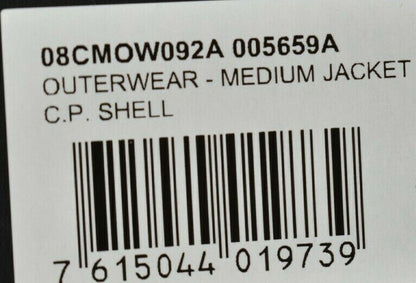 08CMOW092A 005659A
OUTERWEAR - MEDIUM JACKET
C.P. SHELL
7 615044 019739